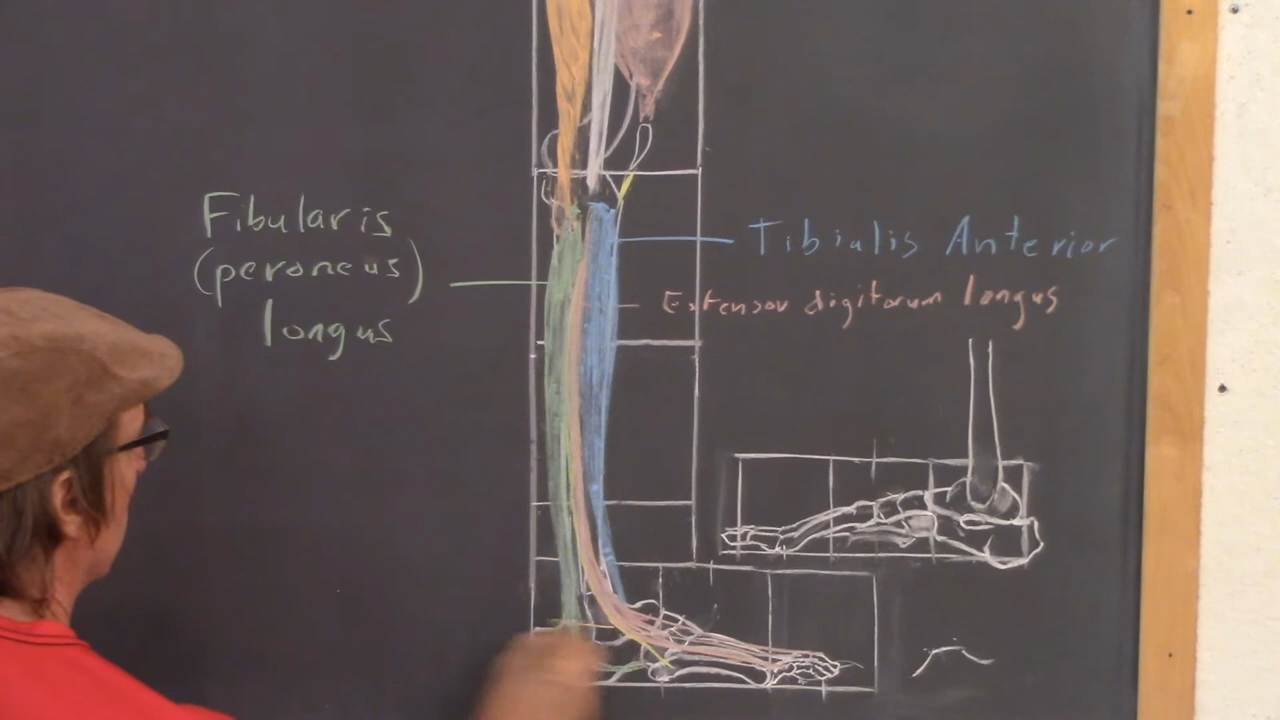 Fibularis
(peroneus)
longus
Tibialis Anterior
Extensor digitorum longus